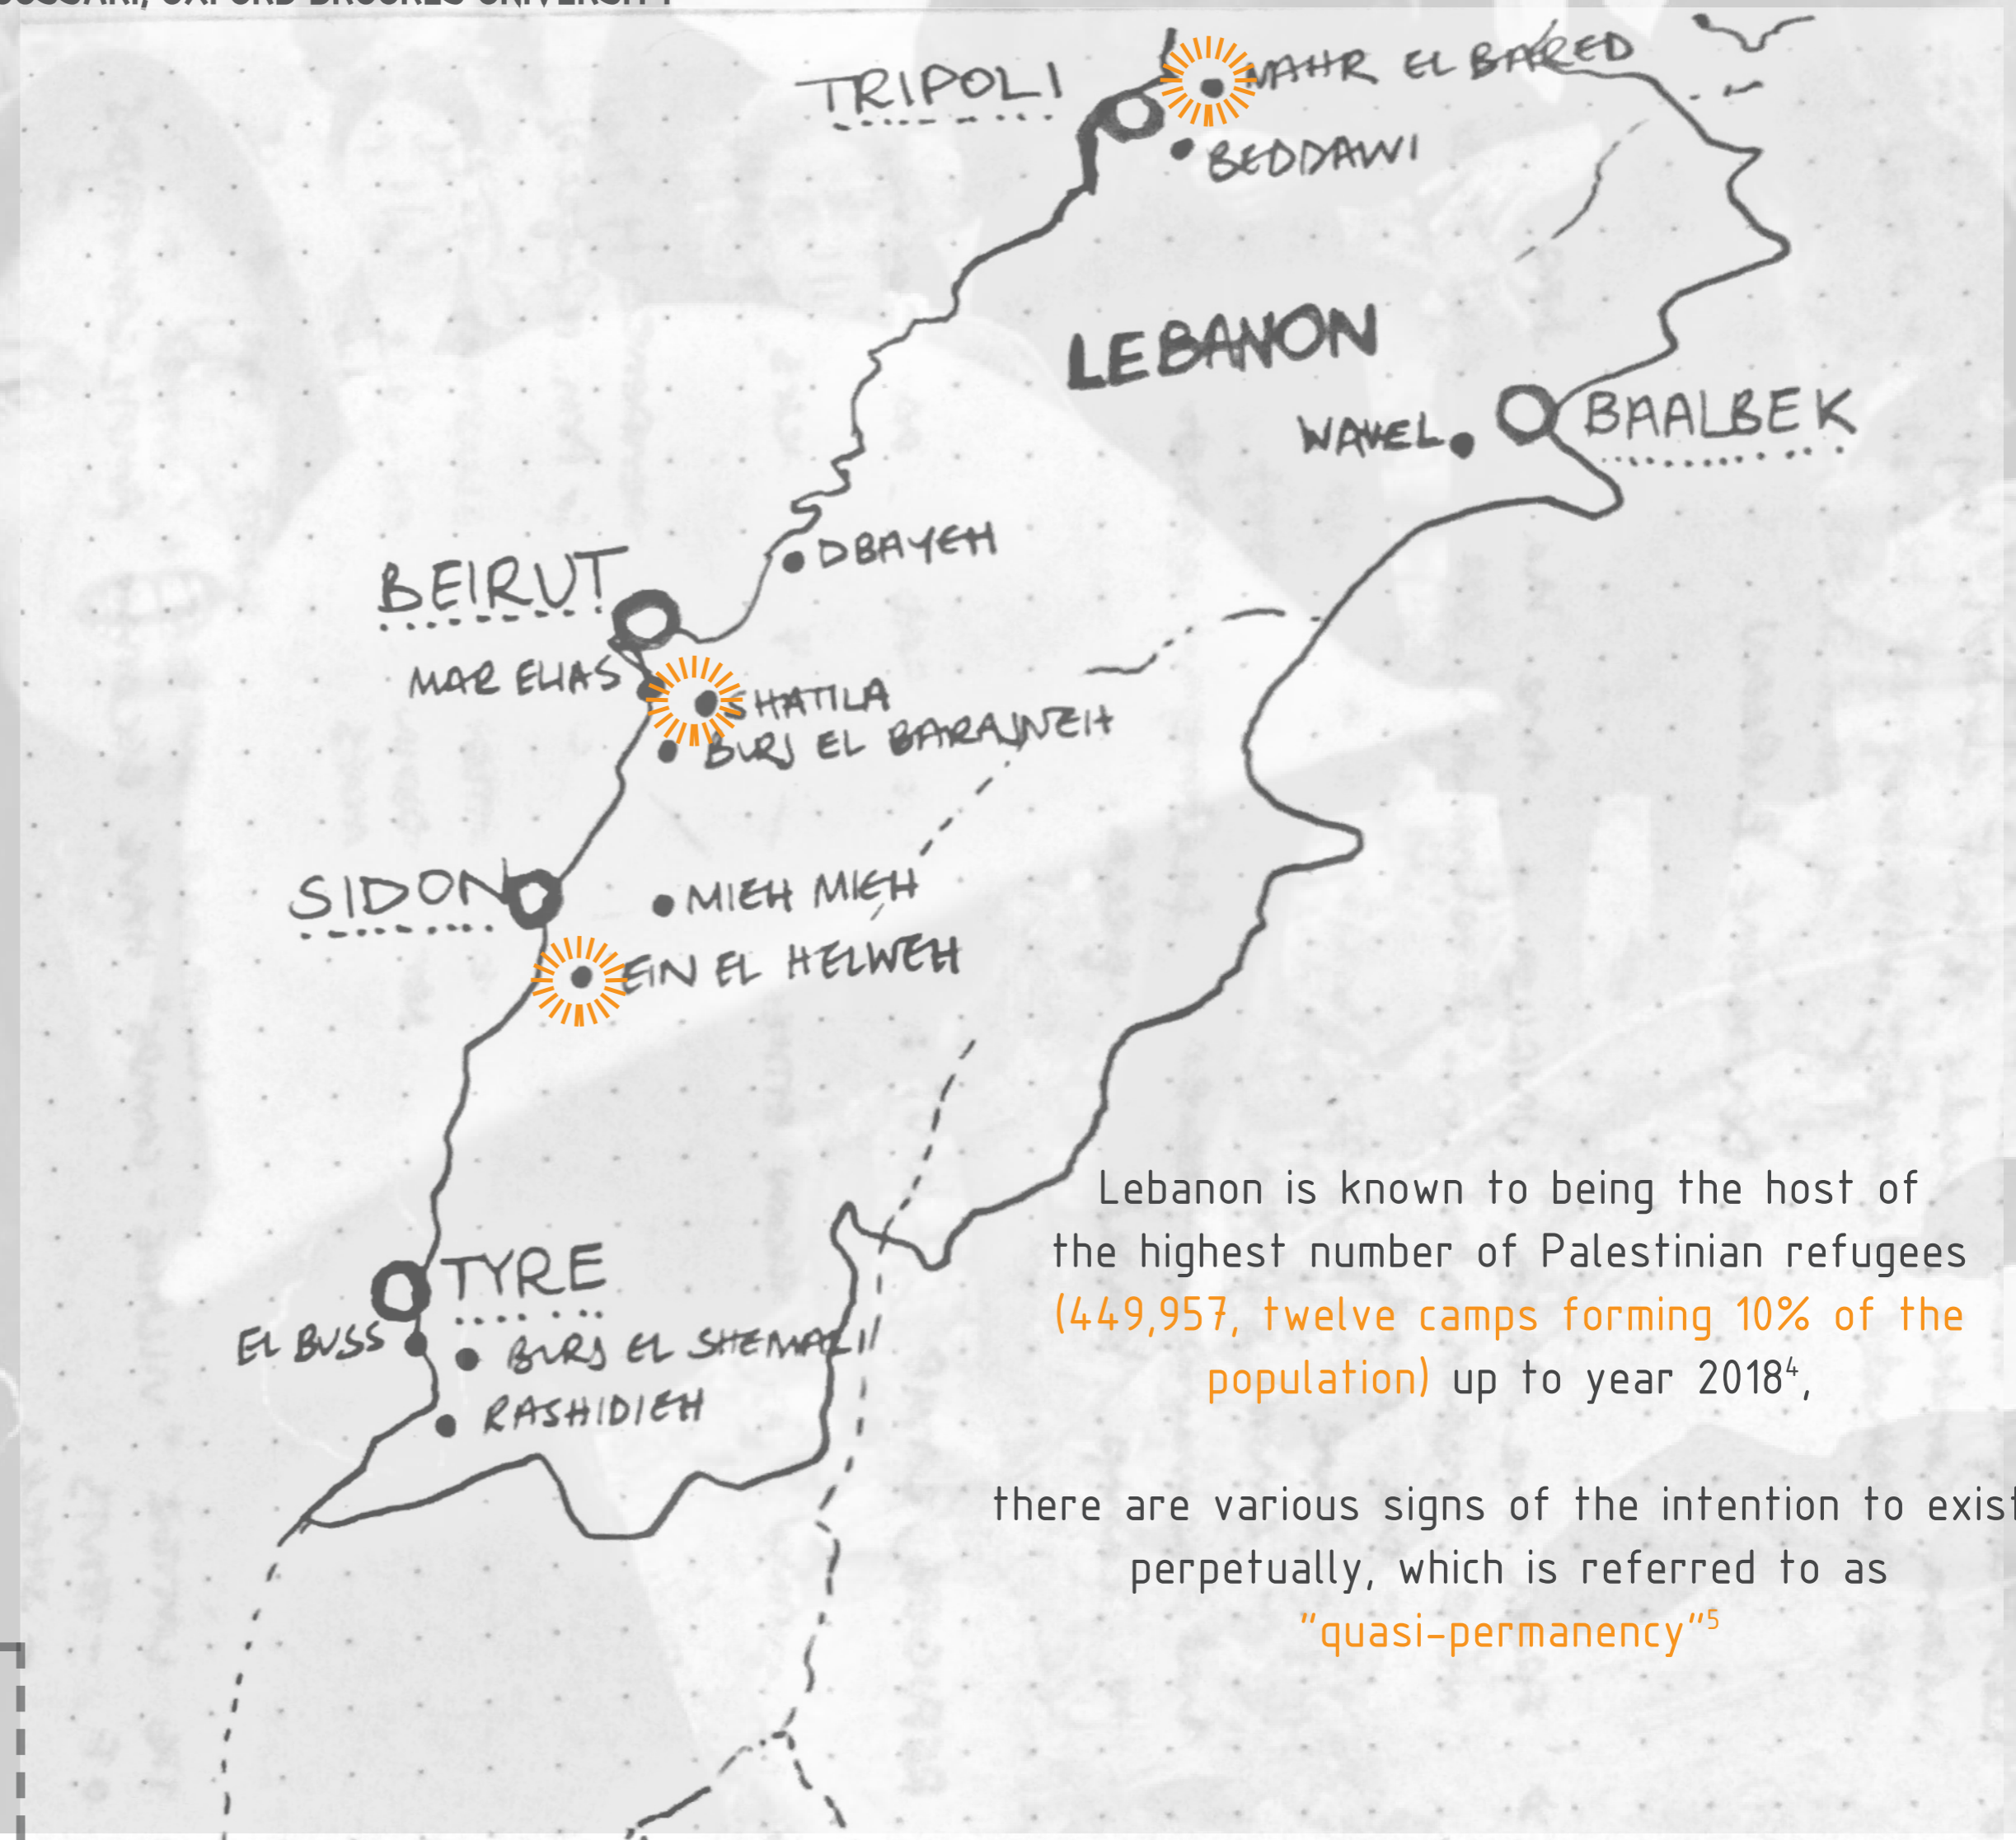 OXFORD BROOKES UNIVERSITY
TRIPOLI
NAHR EL BARED
BEDDAWI
LEBANON
WAVEL
BAALBEK
DBAYEH
BEIRUT
MAR ELIAS
SHATILA
BURJ EL BARAJNEH
SIDON
MIEH MIEH
EIN EL HELWEH
TYRE
EL BUSS
BURJ EL SHEMALI
RASHIDIEH
Lebanon is known to being the host of
the highest number of Palestinian refugees
(449,957, twelve camps forming 10% of the
population) up to year 2018⁴,
there are various signs of the intention to exist
perpetually, which is referred to as
"quasi-permanency"⁵